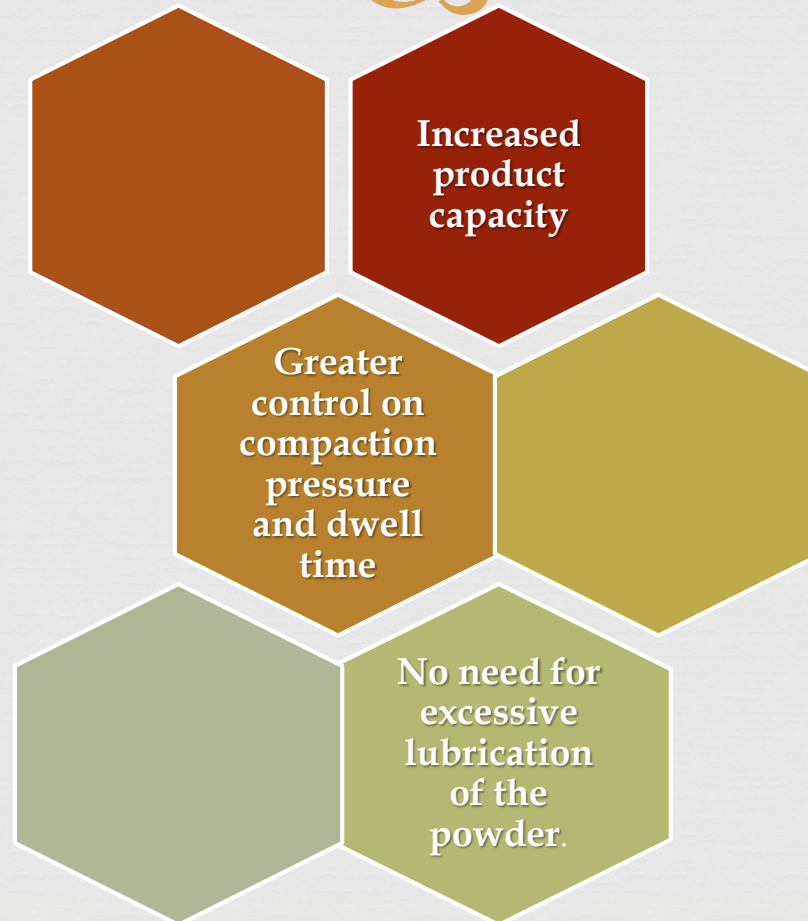 Increased
product
capacity
Greater
control on
compaction
pressure
and dwell
time
No need for
excessive
lubrication
of the
powder.